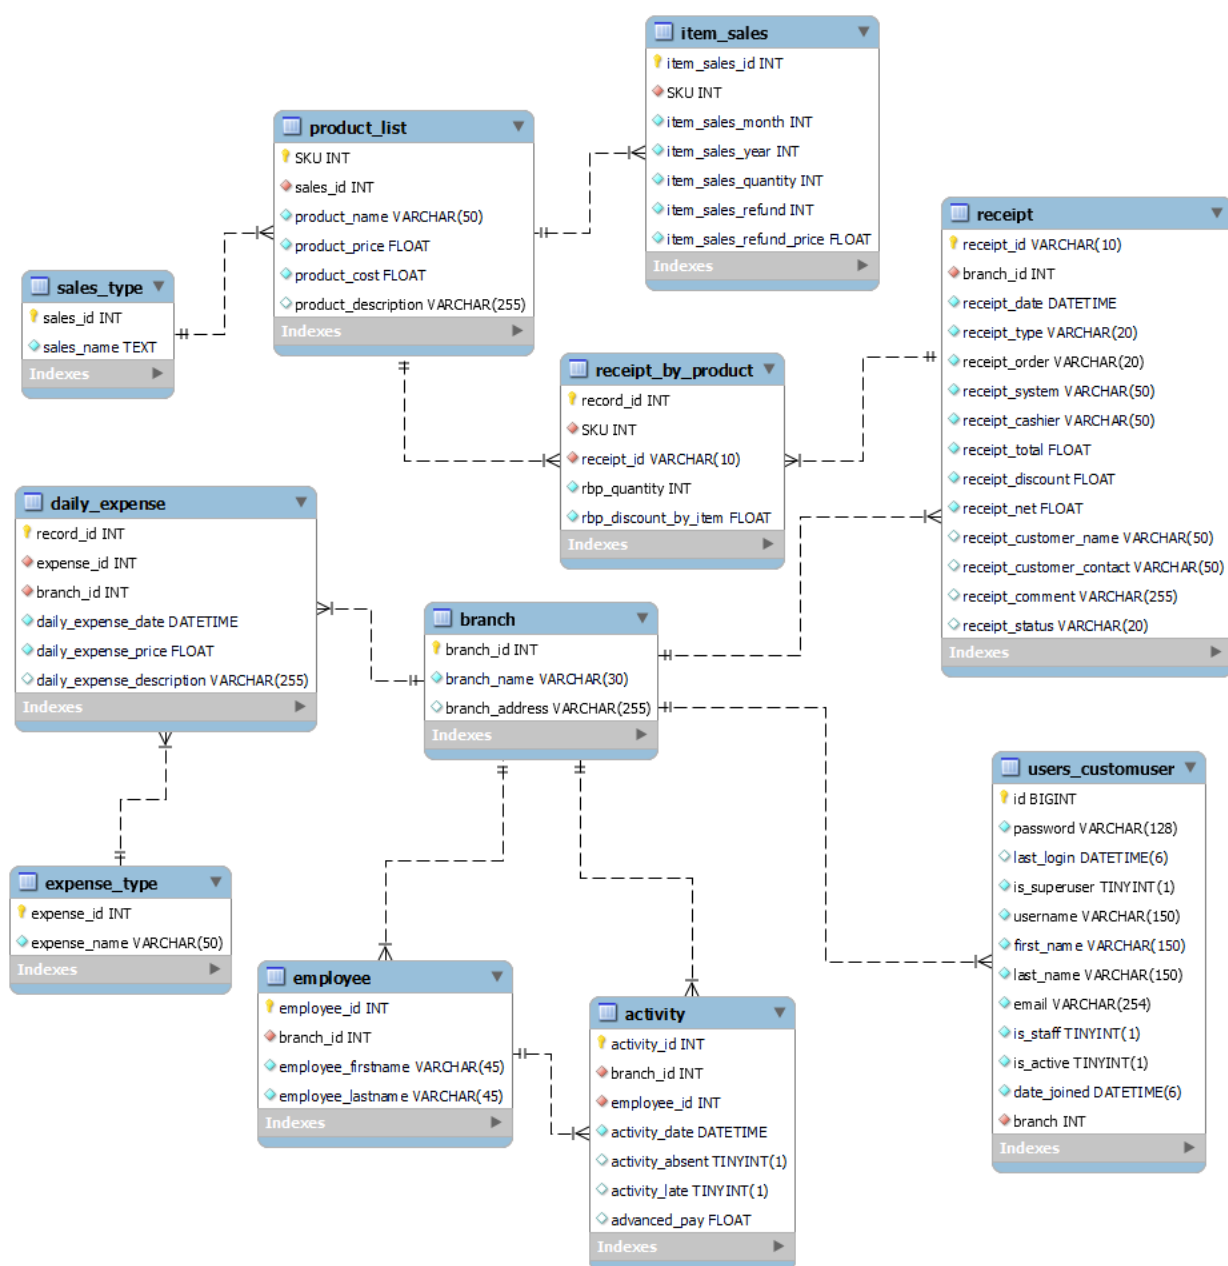 item_sales
item_sales_id INT
SKU INT
item_sales_month INT
item_sales_year INT
item_sales_quantity INT
item_sales_refund INT
item_sales_refund_price FLOAT
Indexes
product_list
SKU INT
sales_id INT
product_name VARCHAR(50)
product_price FLOAT
product_cost FLOAT
product_description VARCHAR(255)
Indexes
receipt
receipt_id VARCHAR(10)
branch_id INT
receipt_date DATETIME
receipt_type VARCHAR(20)
receipt_order VARCHAR(20)
receipt_system VARCHAR(50)
receipt_cashier VARCHAR(50)
receipt_total FLOAT
receipt_discount FLOAT
receipt_net FLOAT
receipt_customer_name VARCHAR(50)
receipt_customer_contact VARCHAR(50)
receipt_comment VARCHAR(255)
receipt_status VARCHAR(20)
Indexes
sales_type
sales_id INT
sales_name TEXT
Indexes
receipt_by_product
record_id INT
SKU INT
receipt_id VARCHAR(10)
rbp_quantity INT
rbp_discount_by_item FLOAT
Indexes
daily_expense
record_id INT
expense_id INT
branch_id INT
daily_expense_date DATETIME
daily_expense_price FLOAT
daily_expense_description VARCHAR(255)
Indexes
branch
branch_id INT
branch_name VARCHAR(30)
branch_address VARCHAR(255)
Indexes
users_customuser
id BIGINT
password VARCHAR(128)
last_login DATETIME(6)
is_superuser TINYINT(1)
username VARCHAR(150)
first_name VARCHAR(150)
last_name VARCHAR(150)
email VARCHAR(254)
is_staff TINYINT(1)
is_active TINYINT(1)
date_joined DATETIME(6)
branch INT
Indexes
expense_type
expense_id INT
expense_name VARCHAR(50)
Indexes
employee
employee_id INT
branch_id INT
employee_firstname VARCHAR(45)
employee_lastname VARCHAR(45)
Indexes
activity
activity_id INT
branch_id INT
employee_id INT
activity_date DATETIME
activity_absent TINYINT(1)
activity_late TINYINT(1)
advanced_pay FLOAT
Indexes